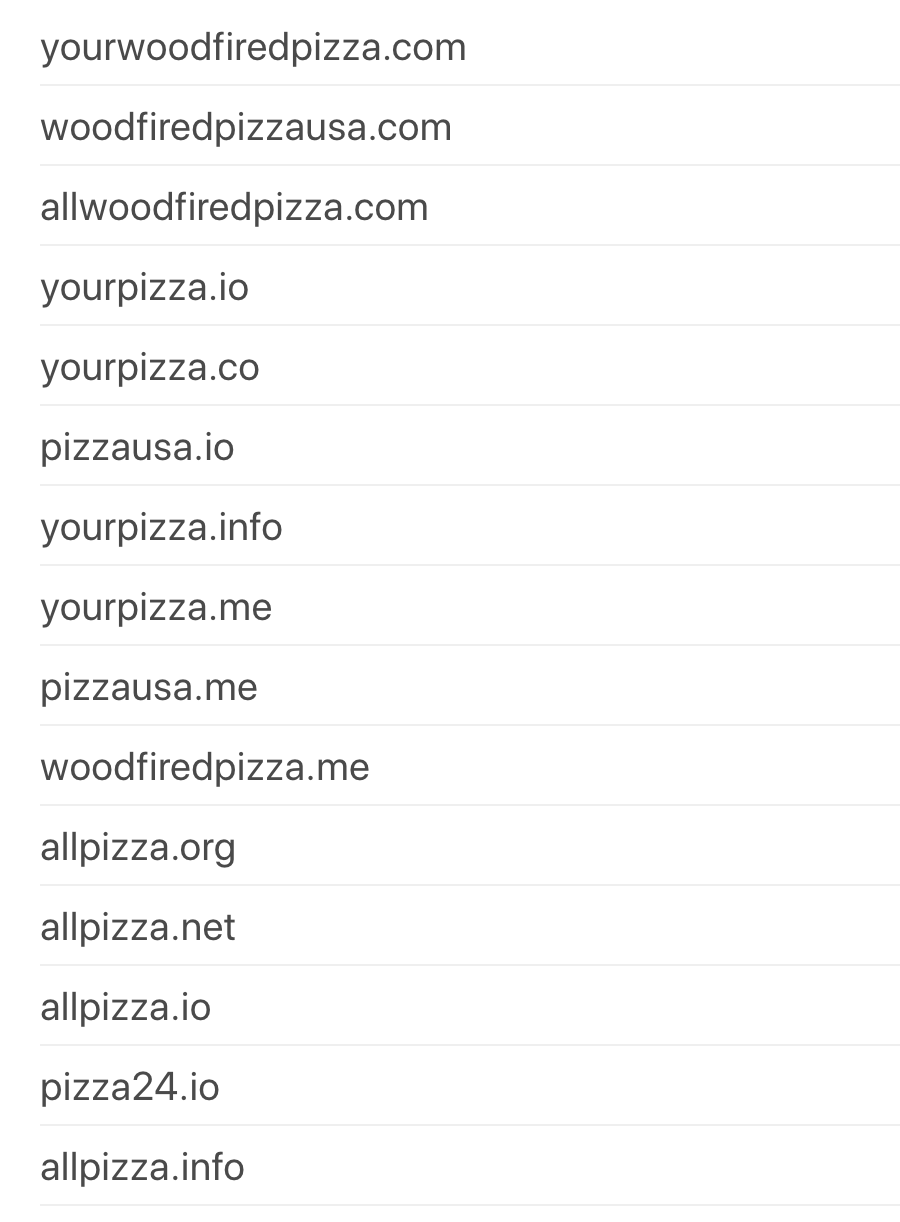 yourwoodfiredpizza.com
woodfiredpizzausa.com
allwoodfiredpizza.com
yourpizza.io
yourpizza.co
pizzausa.io
yourpizza.info
yourpizza.me
pizzausa.me
woodfiredpizza.me
allpizza.org
allpizza.net
allpizza.io
pizza24.io
allpizza.info